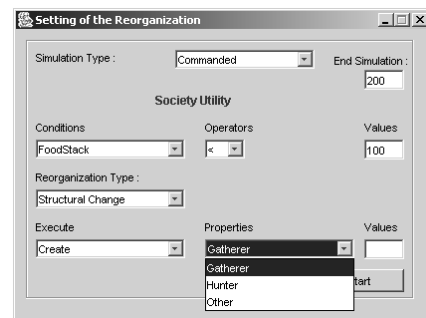 Setting of the Reorganization
Simulation Type :
Commanded
End Simulation :
200
Society Utility
Conditions
Operators
Values
FoodStack
<
100
Reorganization Type :
Structural Change
Execute
Properties
Values
Create
Gatherer
Gatherer
Hunter
Other